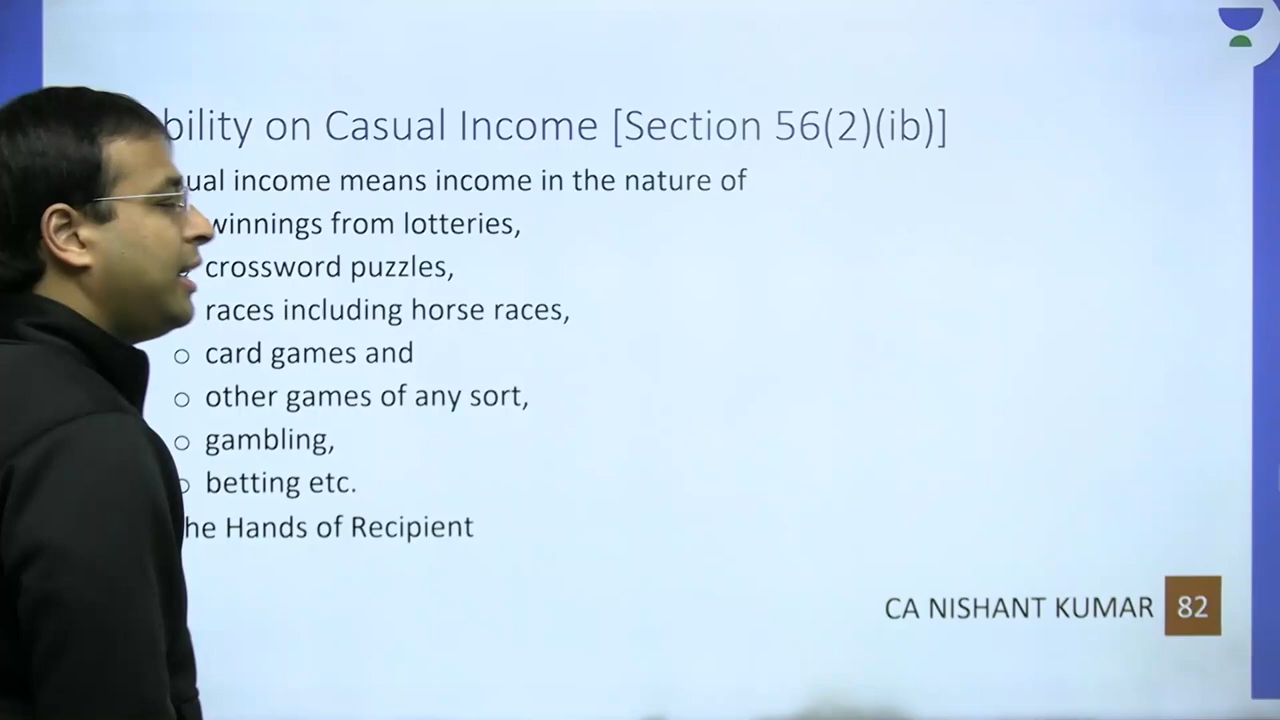 bility on Casual Income [Section 56(2)(ib)]
ual income means income in the nature of
winnings from lotteries,
crossword puzzles,
races including horse races,
○ card games and
○ other games of any sort,
○ gambling,
○ betting etc.
he Hands of Recipient
CA NISHANT KUMAR 82